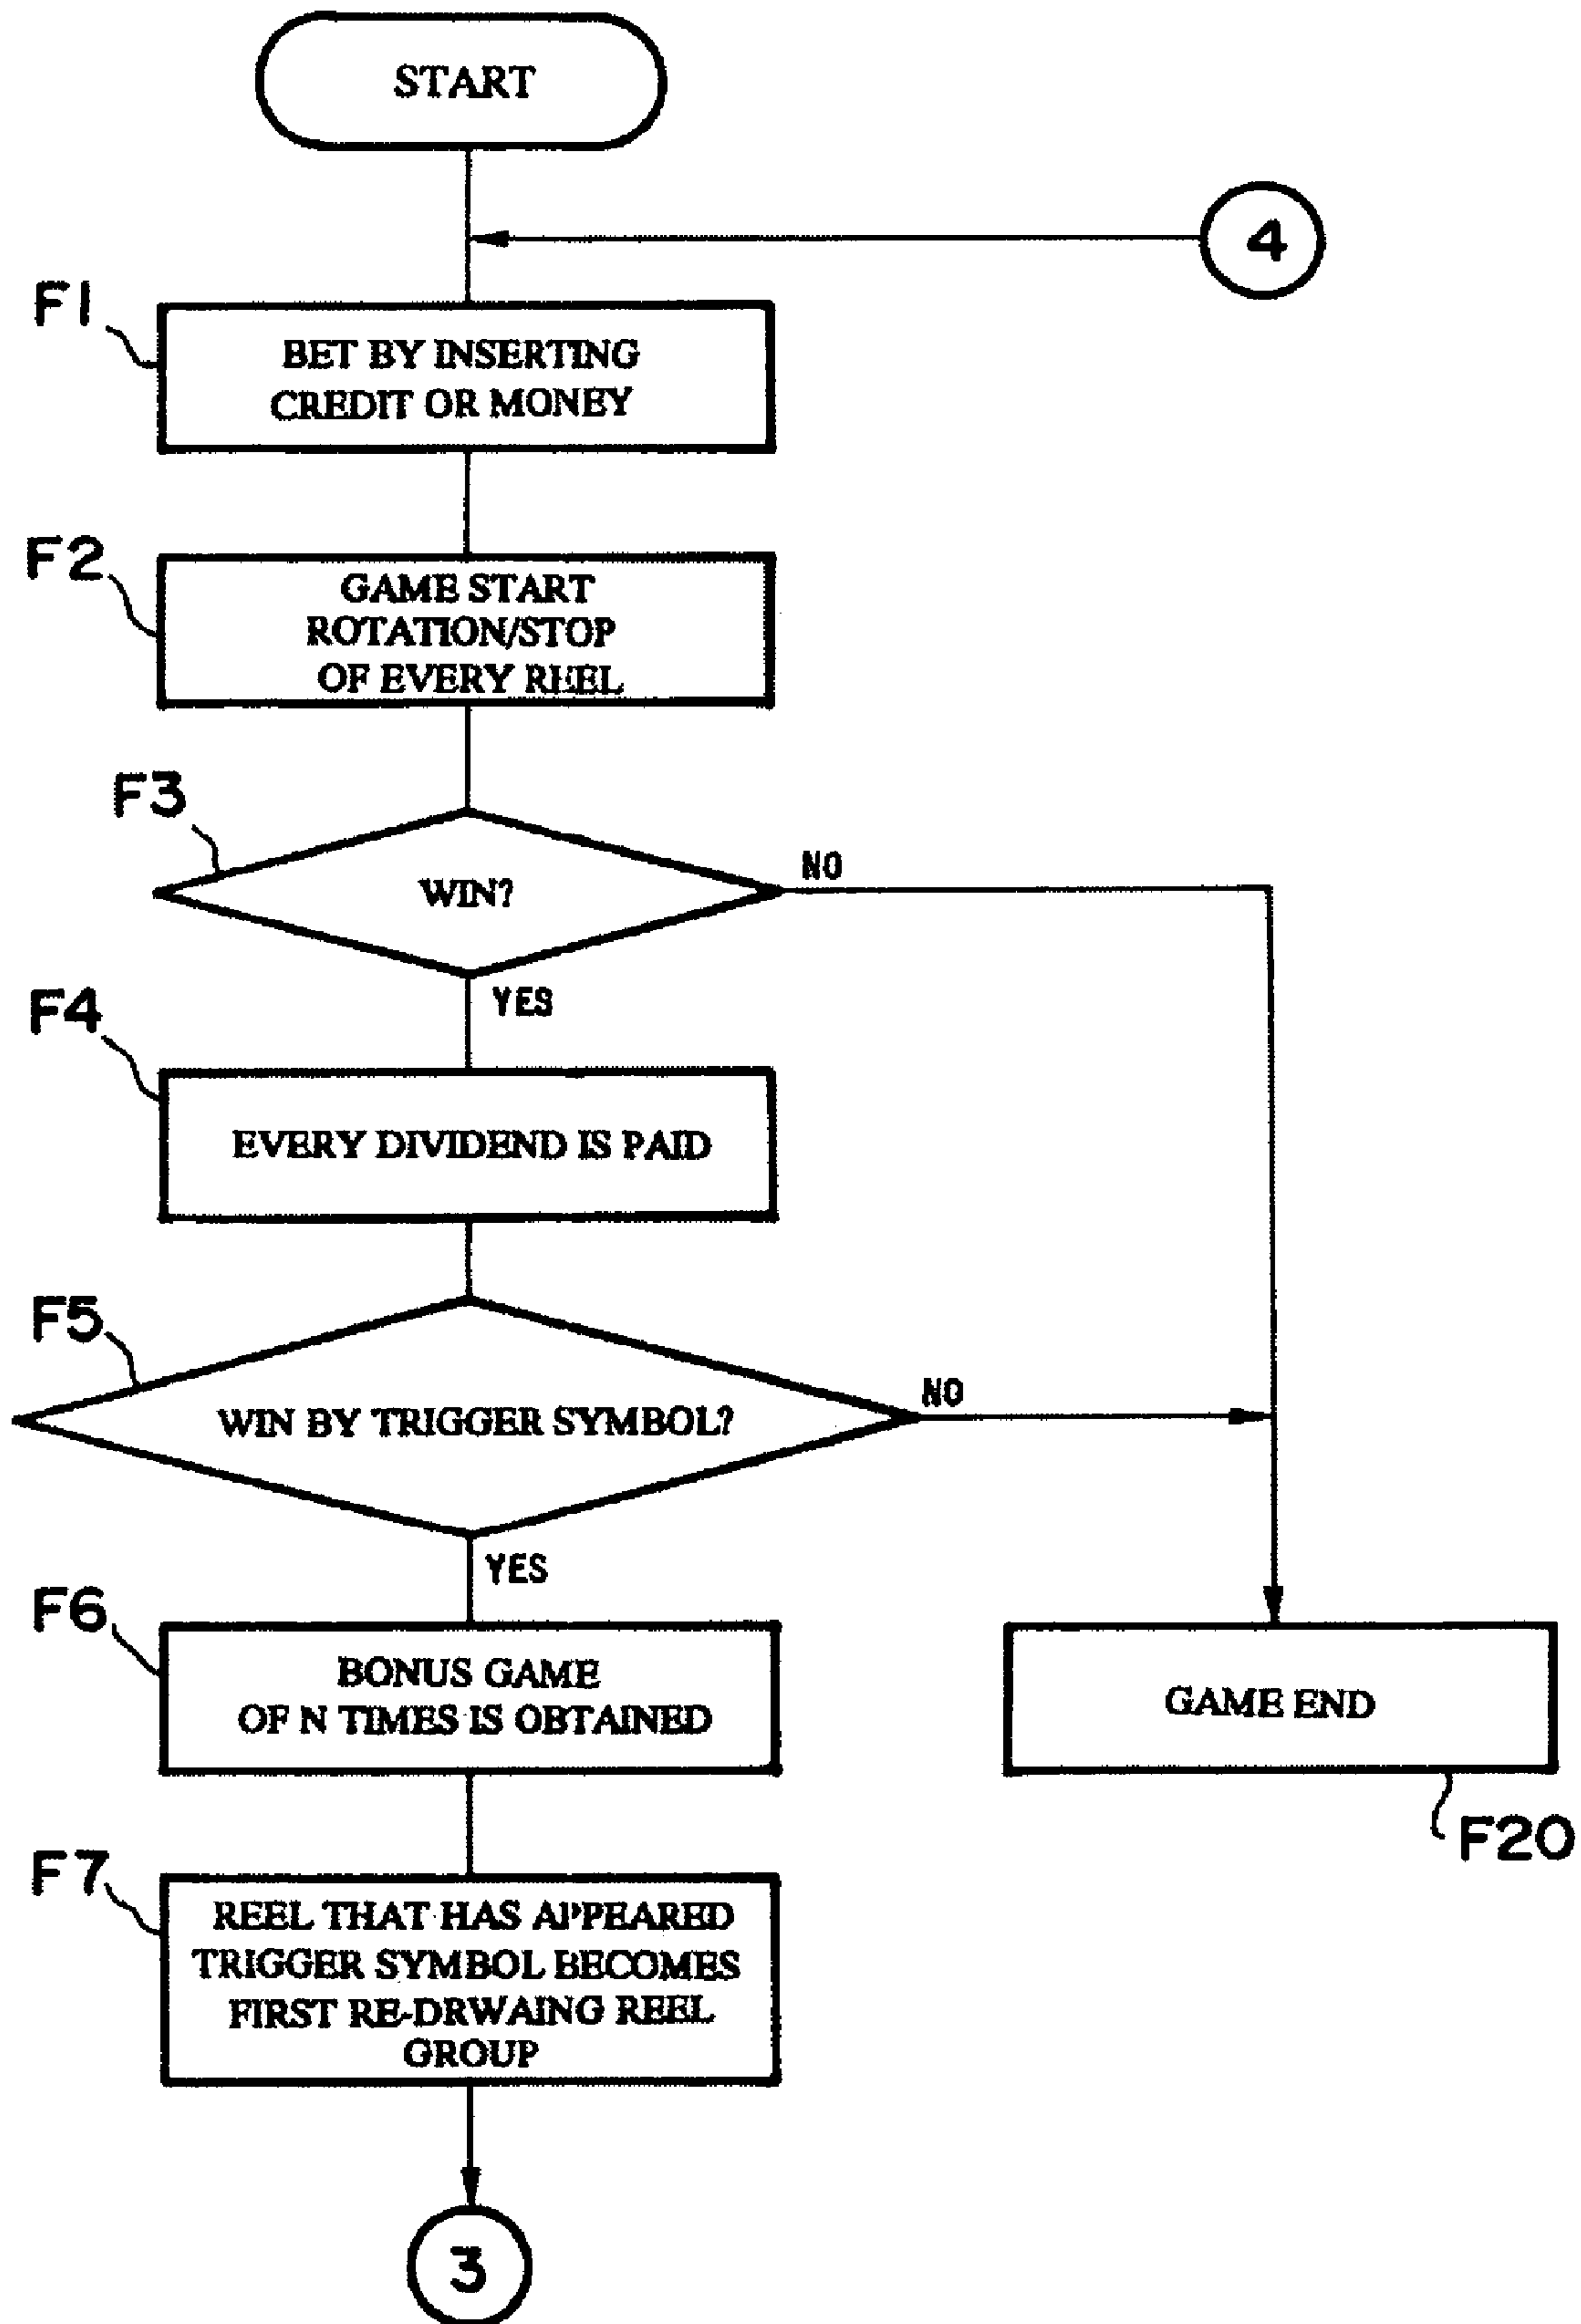 START
4
F1
BET BY INSERTING
CREDIT OR MONEY
F2
GAME START
ROTATION/STOP
OF EVERY REEL
F3
WIN?
NO
YES
F4
EVERY DIVIDEND IS PAID
F5
WIN BY TRIGGER SYMBOL?
NO
YES
F6
BONUS GAME
OF N TIMES IS OBTAINED
GAME END
F20
F7
REEL THAT HAS APPEARED
TRIGGER SYMBOL BECOMES
FIRST RE-DRWAING REEL
GROUP
3